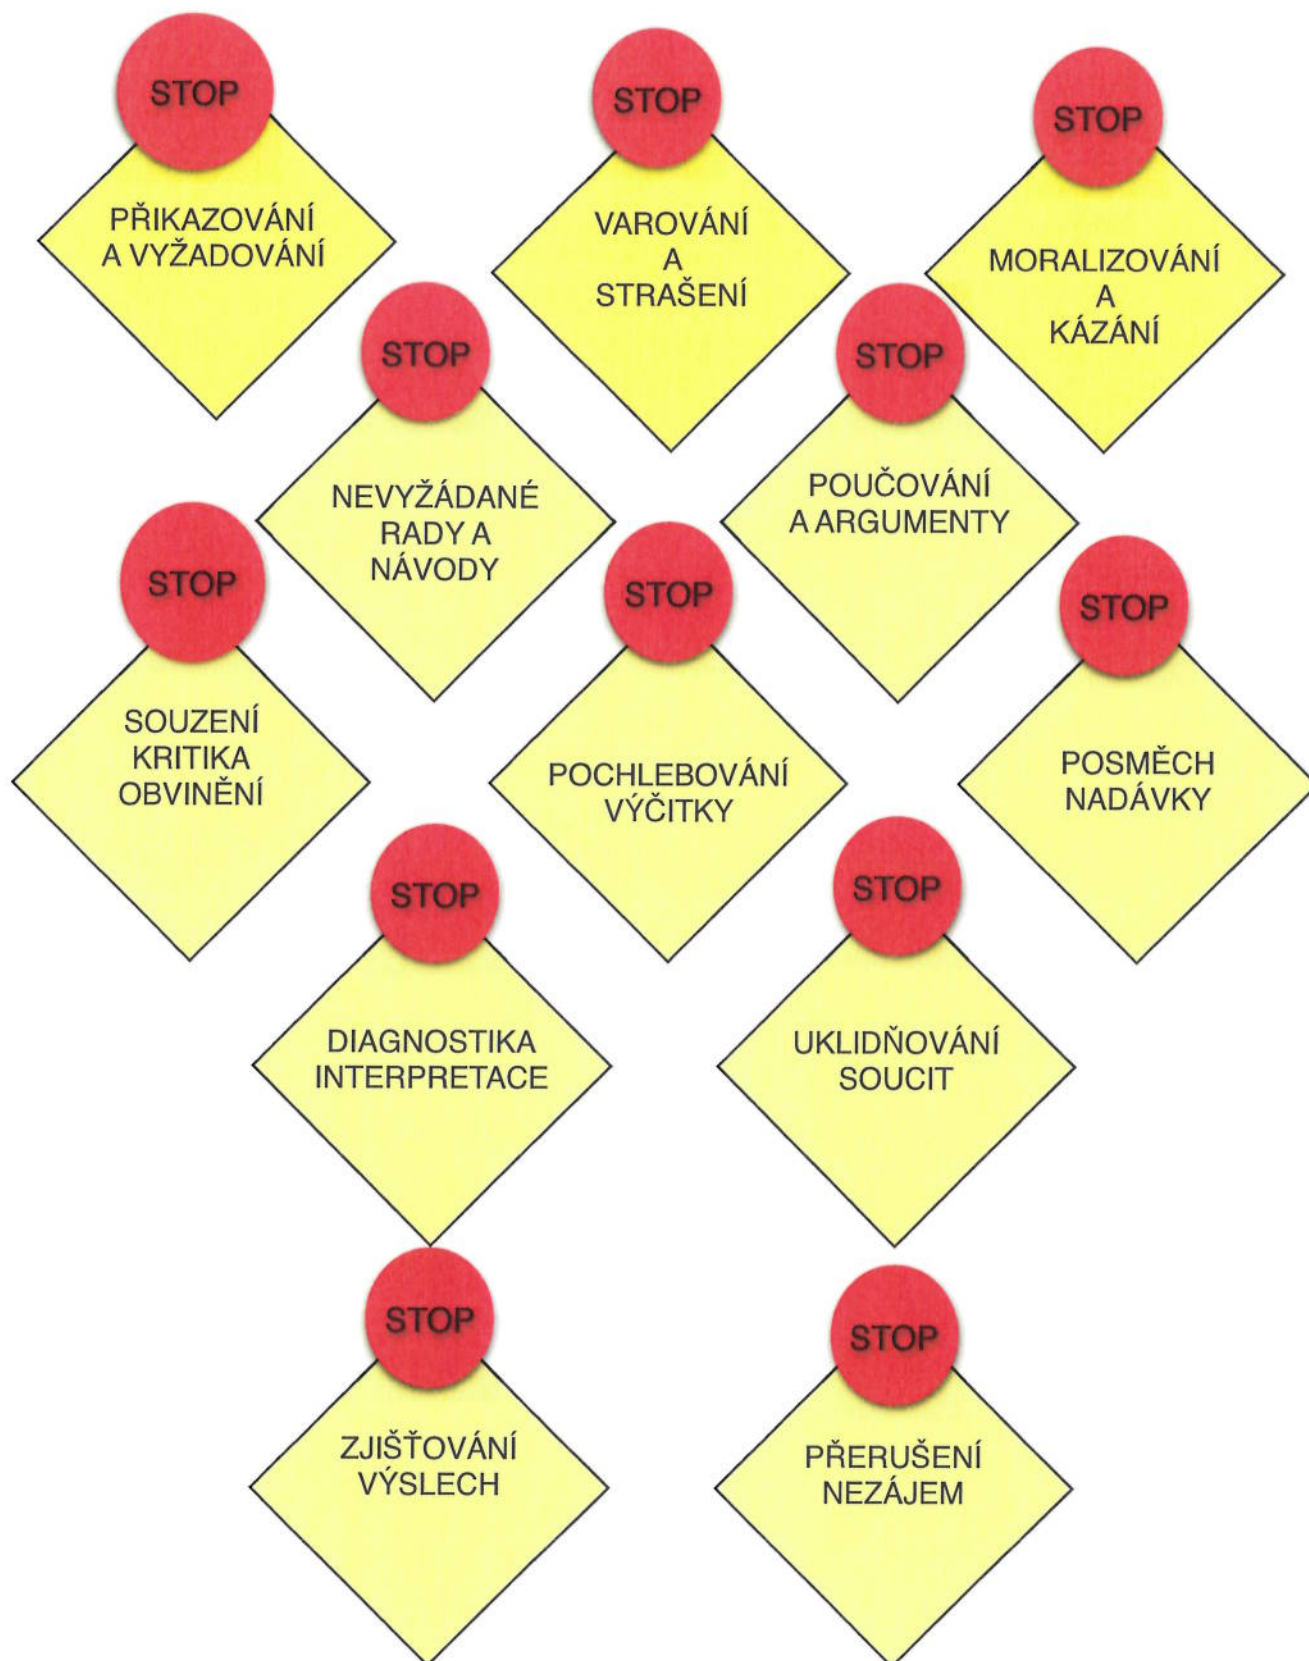 STOP
PŘIKAZOVÁNÍ
A VYŽADOVÁNÍ
STOP
VAROVÁNÍ
A
STRAŠENÍ
STOP
MORALIZOVÁNÍ
A
KÁZÁNÍ
STOP
NEVYŽÁDANÉ
RADY A
NÁVODY
STOP
POUČOVÁNÍ
A ARGUMENTY
STOP
SOUZENÍ
KRITIKA
OBVINĚNÍ
STOP
POCHLEBOVÁNÍ
VÝČITKY
STOP
POSMĚCH
NADÁVKY
STOP
DIAGNOSTIKA
INTERPRETACE
STOP
UKLIDŇOVÁNÍ
SOUCIT
STOP
ZJIŠŤOVÁNÍ
VÝSLECH
STOP
PŘERUŠENÍ
NEZÁJEM